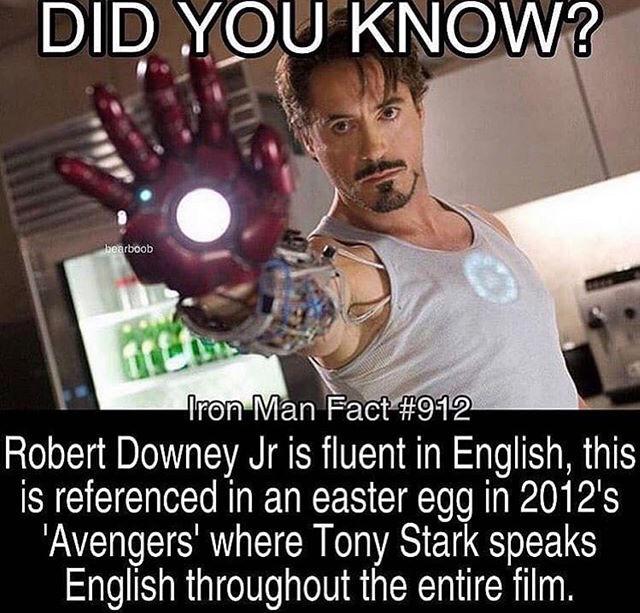 DID YOU KNOW?
bearboob
Iron Man Fact #912
Robert Downey Jr is fluent in English, this
is referenced in an easter egg in 2012's
'Avengers' where Tony Stark speaks
English throughout the entire film.